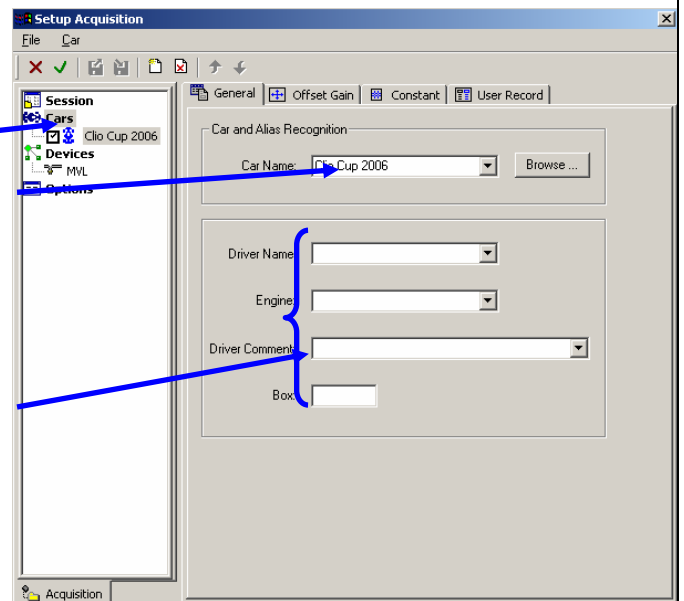 Setup Acquisition
File Car
Session
Cars
Clio Cup 2006
Devices
MVL
Options
Acquisition
General Offset Gain Constant User Record
Car and Alias Recognition
Car Name: Clio Cup 2006 Browse ...
Driver Name:
Engine:
Driver Comment:
Box: